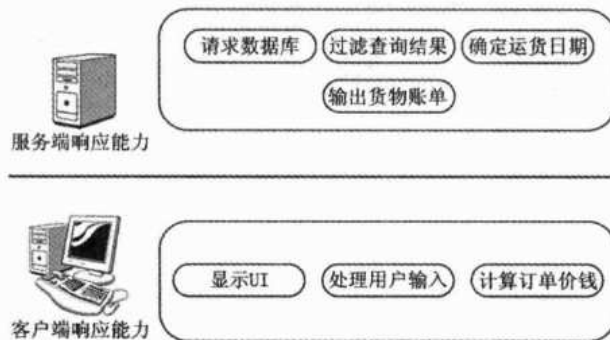 请求数据库 过滤查询结果 确定运货日期
输出货物账单
服务端响应能力
显示UI 处理用户输入 计算订单价钱
客户端响应能力